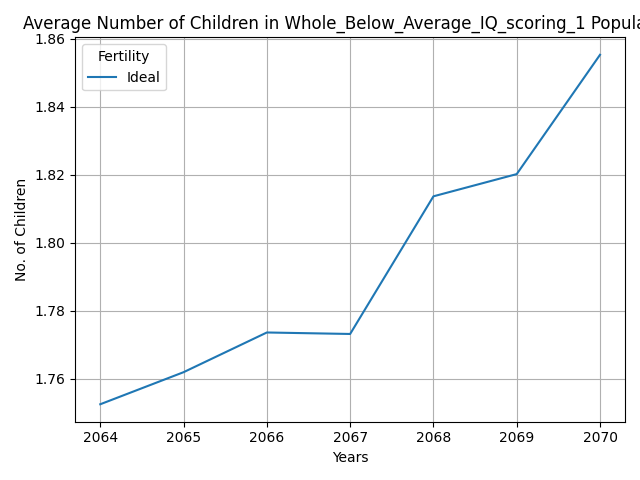 Average Number of Children in Whole_Below_Average_IQ_scoring_1 Popula
1.86
1.84
1.82
1.80
1.78
1.76
No. of Children
Fertility
Ideal
2064 2065 2066 2067 2068 2069 2070
Years